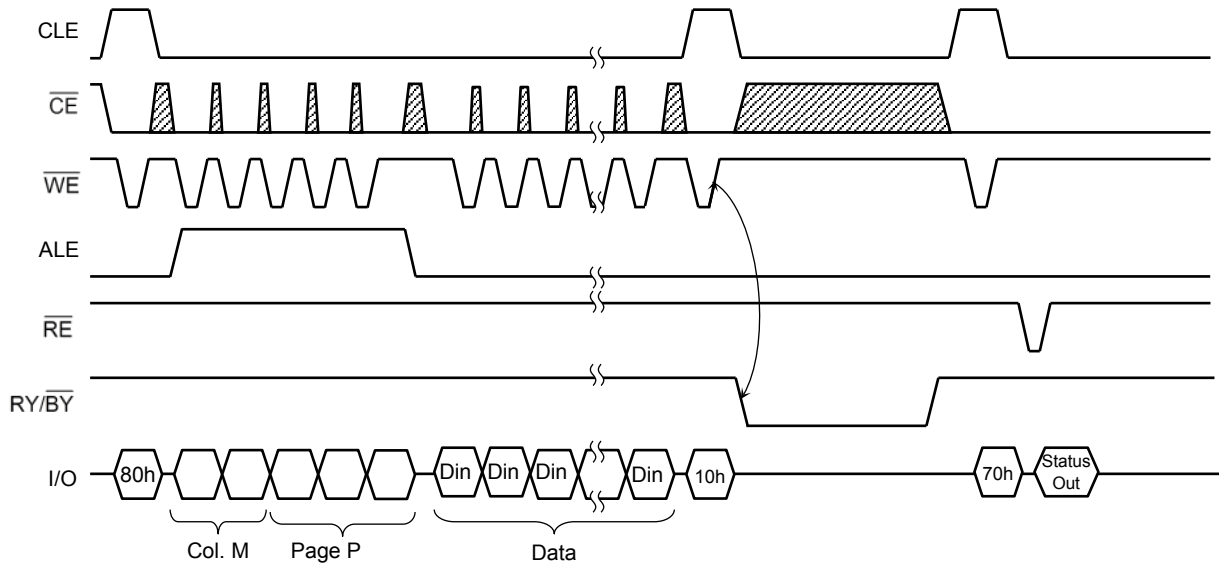 CLE
CE
WE
ALE
RE
RY/BY
I/O
80h
Din Din Din Din
10h
70h
Status
Out
Col. M
Page P
Data